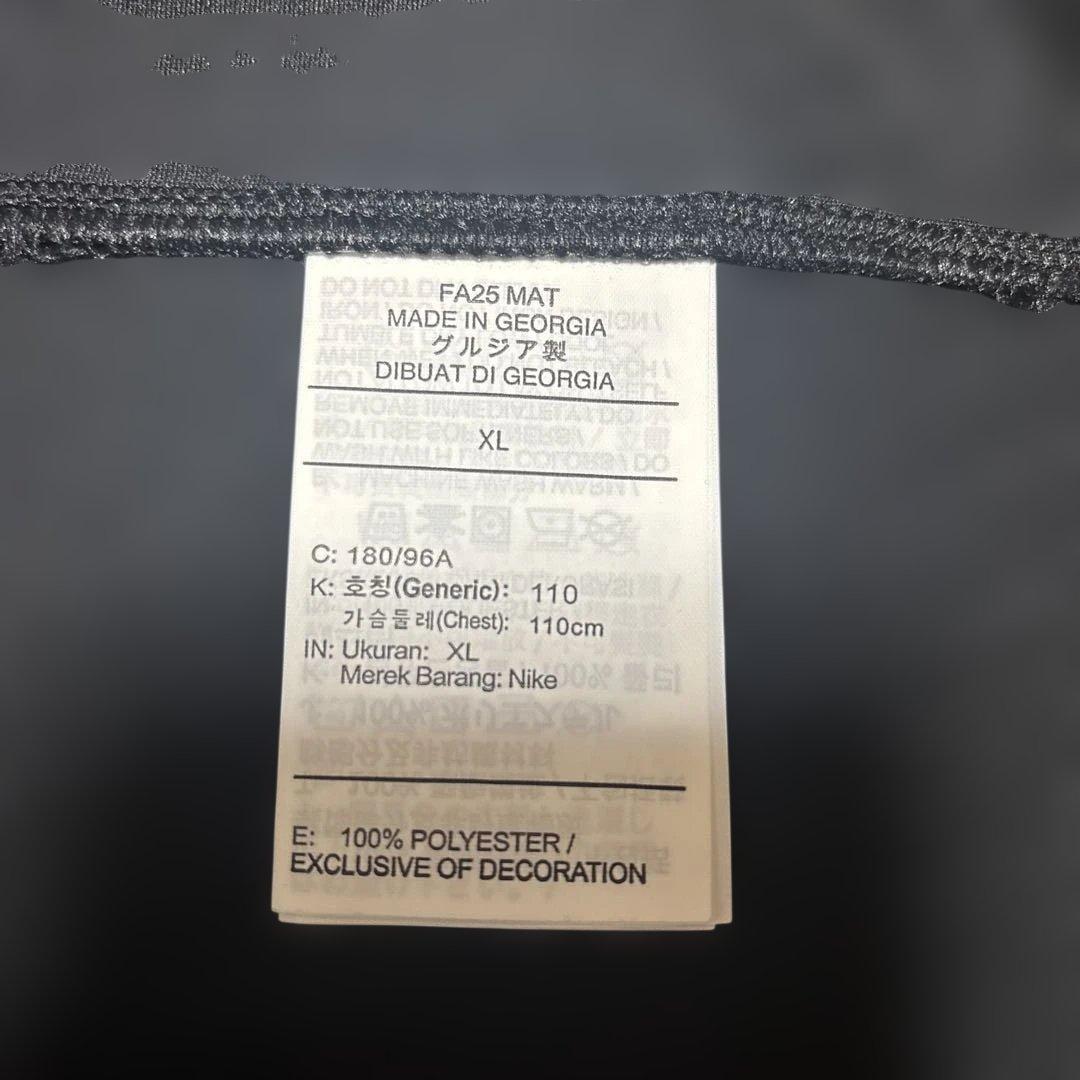 FA25 MAT
MADE IN GEORGIA
グルジア製
DIBUAT DI GEORGIA
XL
C: 180/96A
K: 호칭(Generic): 110
가슴둘레(Chest): 110cm
IN: Ukuran: XL
Merek Barang: Nike
E: 100% POLYESTER /
EXCLUSIVE OF DECORATION